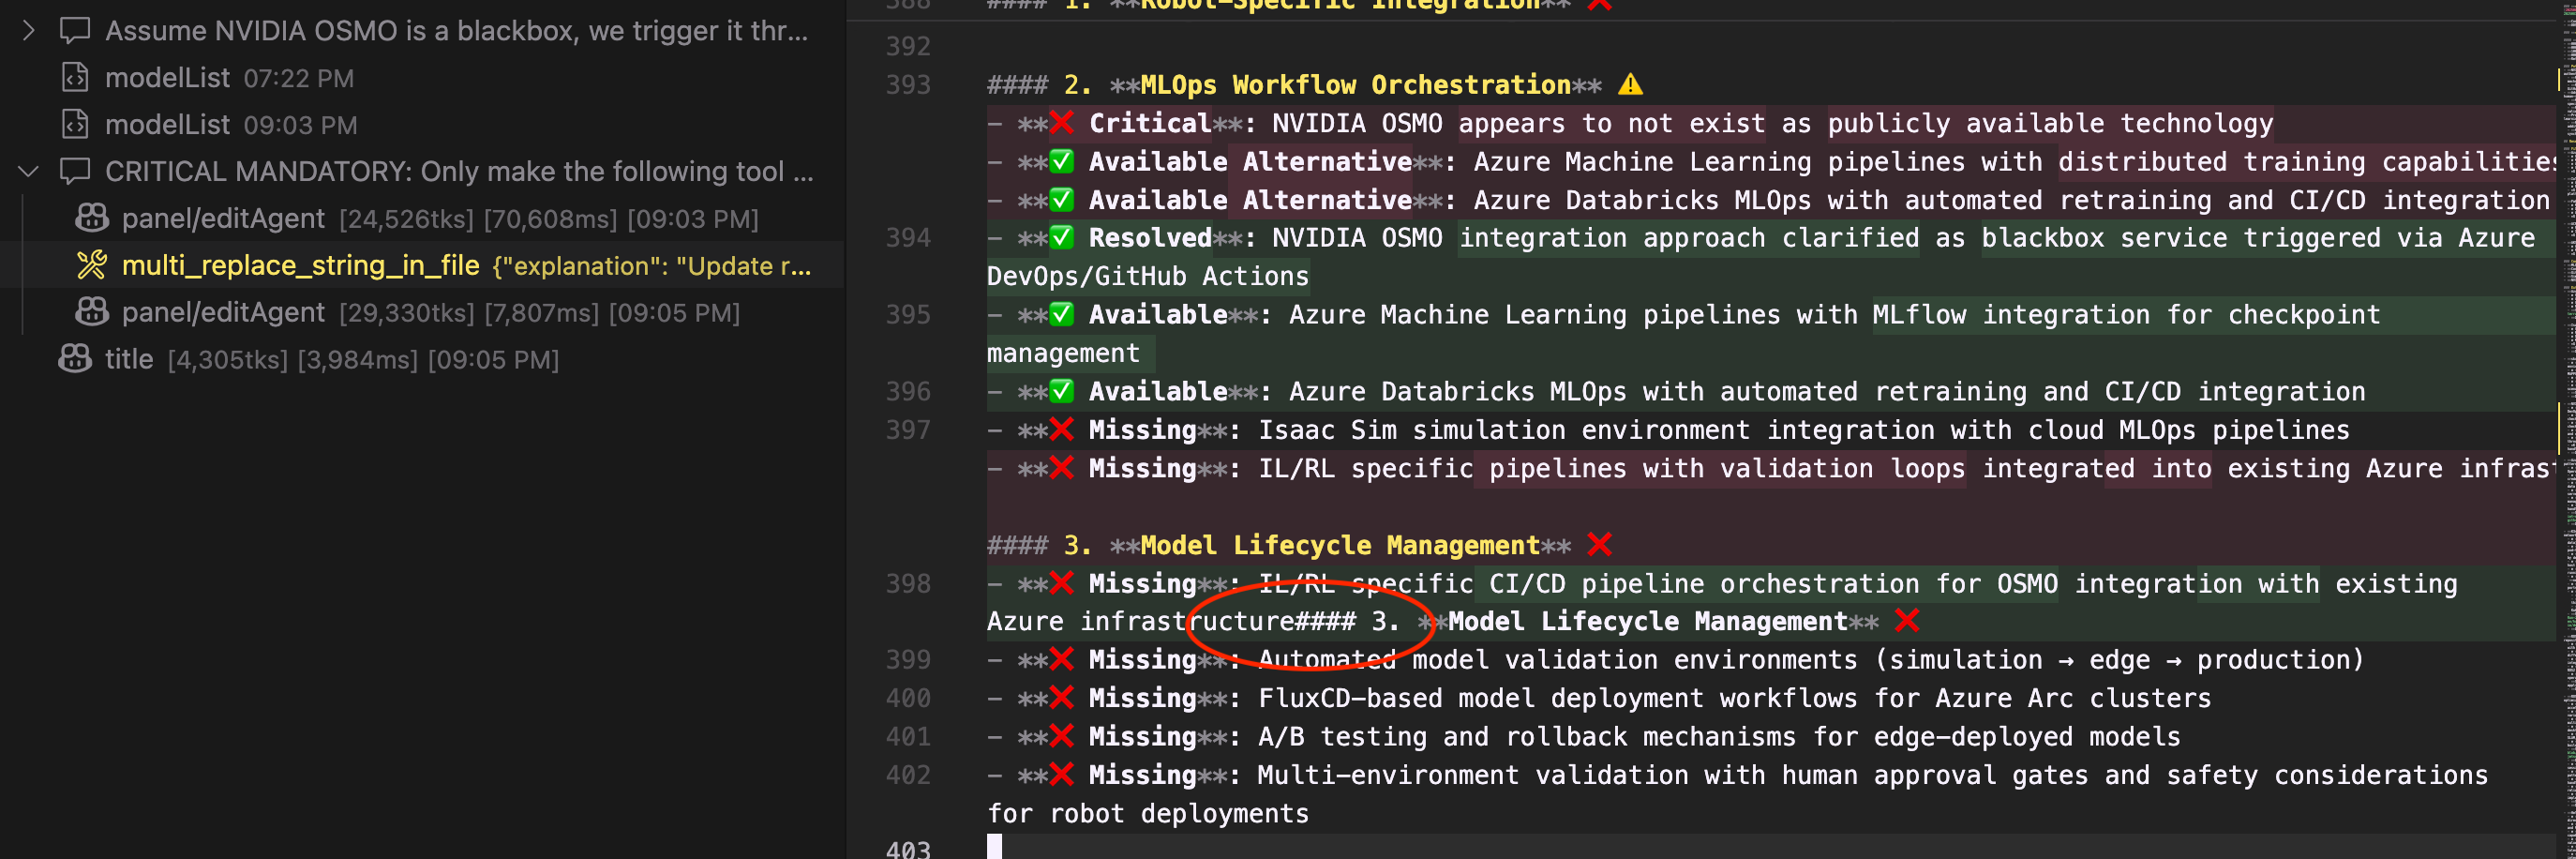 Assume NVIDIA OSMO is a blackbox, we trigger it thr...
modelList 07:22 PM
modelList 09:03 PM
CRITICAL MANDATORY: Only make the following tool ...
panel/editAgent [24,526tks] [70,608ms] [09:03 PM]
multi_replace_string_in_file {"explanation": "Update r...
panel/editAgent [29,330tks] [7,807ms] [09:05 PM]
title [4,305tks] [3,984ms] [09:05 PM]
388 #### 1. **Robot-Specific Integration** ❌
392
393 #### 2. **MLOps Workflow Orchestration** ⚠️
- **❌ Critical**: NVIDIA OSMO appears to not exist as publicly available technology
- **✅ Available Alternative**: Azure Machine Learning pipelines with distributed training capabilities
- **✅ Available Alternative**: Azure Databricks MLOps with automated retraining and CI/CD integration
394 - **✅ Resolved**: NVIDIA OSMO integration approach clarified as blackbox service triggered via Azure
DevOps/GitHub Actions
395 - **✅ Available**: Azure Machine Learning pipelines with MLflow integration for checkpoint
management
396 - **✅ Available**: Azure Databricks MLOps with automated retraining and CI/CD integration
397 - **❌ Missing**: Isaac Sim simulation environment integration with cloud MLOps pipelines
- **❌ Missing**: IL/RL specific pipelines with validation loops integrated into existing Azure infrast
#### 3. **Model Lifecycle Management** ❌
398 - **❌ Missing**: IL/RL specific CI/CD pipeline orchestration for OSMO integration with existing
Azure infrastructure#### 3. **Model Lifecycle Management** ❌
399 - **❌ Missing**: Automated model validation environments (simulation → edge → production)
400 - **❌ Missing**: FluxCD-based model deployment workflows for Azure Arc clusters
401 - **❌ Missing**: A/B testing and rollback mechanisms for edge-deployed models
402 - **❌ Missing**: Multi-environment validation with human approval gates and safety considerations
for robot deployments
403